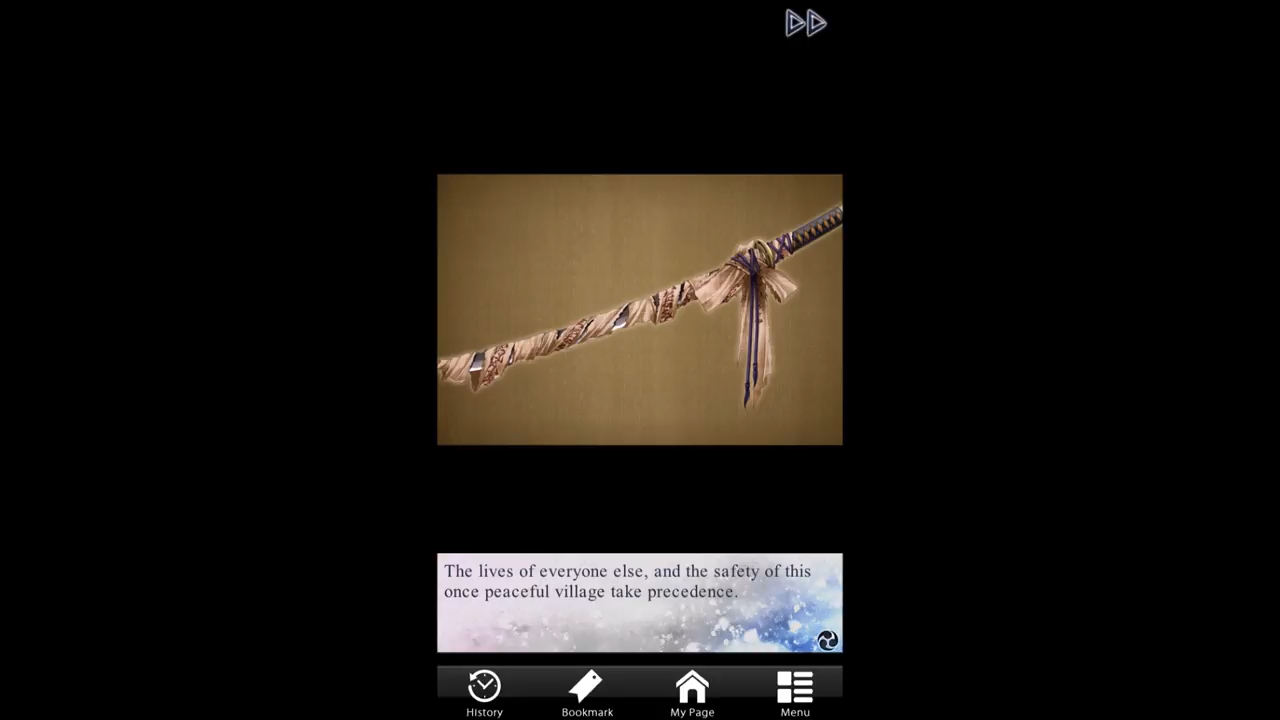 The lives of everyone else, and the safety of this
once peaceful village take precedence.
History
Bookmark
My Page
Menu